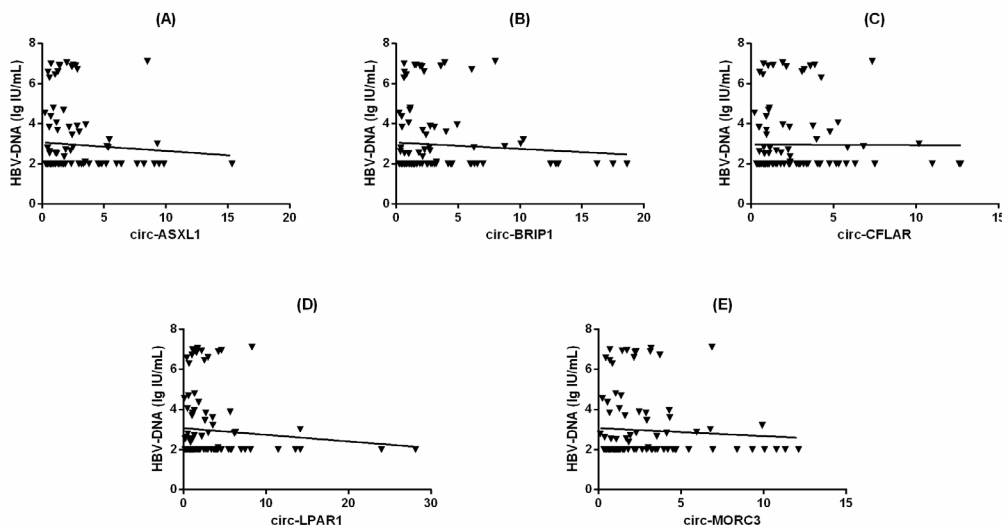 (A)
HBV-DNA (lg IU/mL)
8
6
4
2
0
0 5 10 15 20
circ-ASXL1
(B)
HBV-DNA (lg IU/mL)
8
6
4
2
0
0 5 10 15 20
circ-BRIP1
(C)
HBV-DNA (lg IU/mL)
8
6
4
2
0
0 5 10 15
circ-CFLAR
(D)
HBV-DNA (lg IU/mL)
8
6
4
2
0
0 10 20 30
circ-LPAR1
(E)
HBV-DNA (lg IU/mL)
8
6
4
2
0
0 5 10 15
circ-MORC3